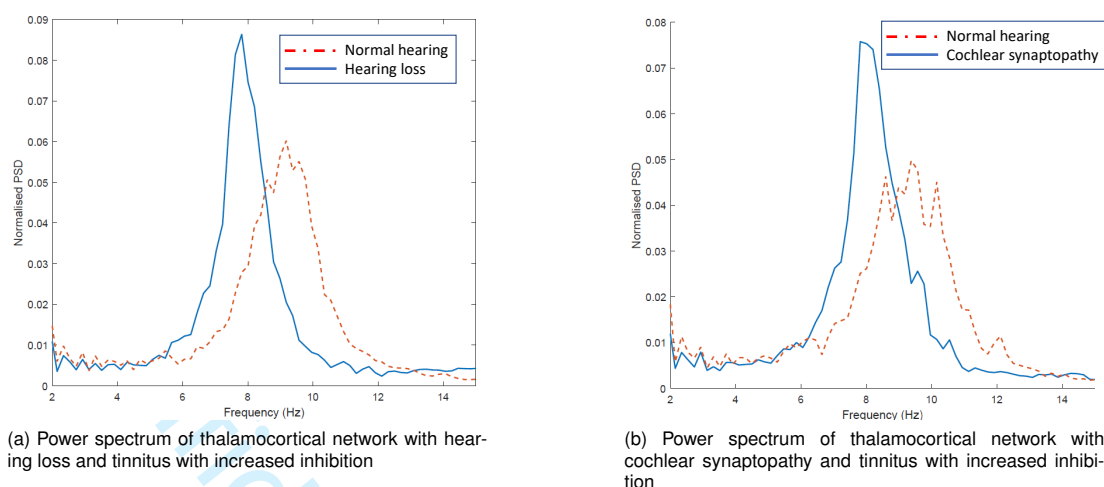 0.09
0.08
0.07
0.06
0.05
0.04
0.03
0.02
0.01
0
Normalised PSD
Normal hearing
Hearing loss
2 4 6 8 10 12 14
Frequency (Hz)
(a) Power spectrum of thalamocortical network with hear-
ing loss and tinnitus with increased inhibition
0.08
0.07
0.06
0.05
0.04
0.03
0.02
0.01
0
Normalised PSD
Normal hearing
Cochlear synaptopathy
2 4 6 8 10 12 14
Frequency (Hz)
(b) Power spectrum of thalamocortical network with
cochlear synaptopathy and tinnitus with increased inhibi-
tion